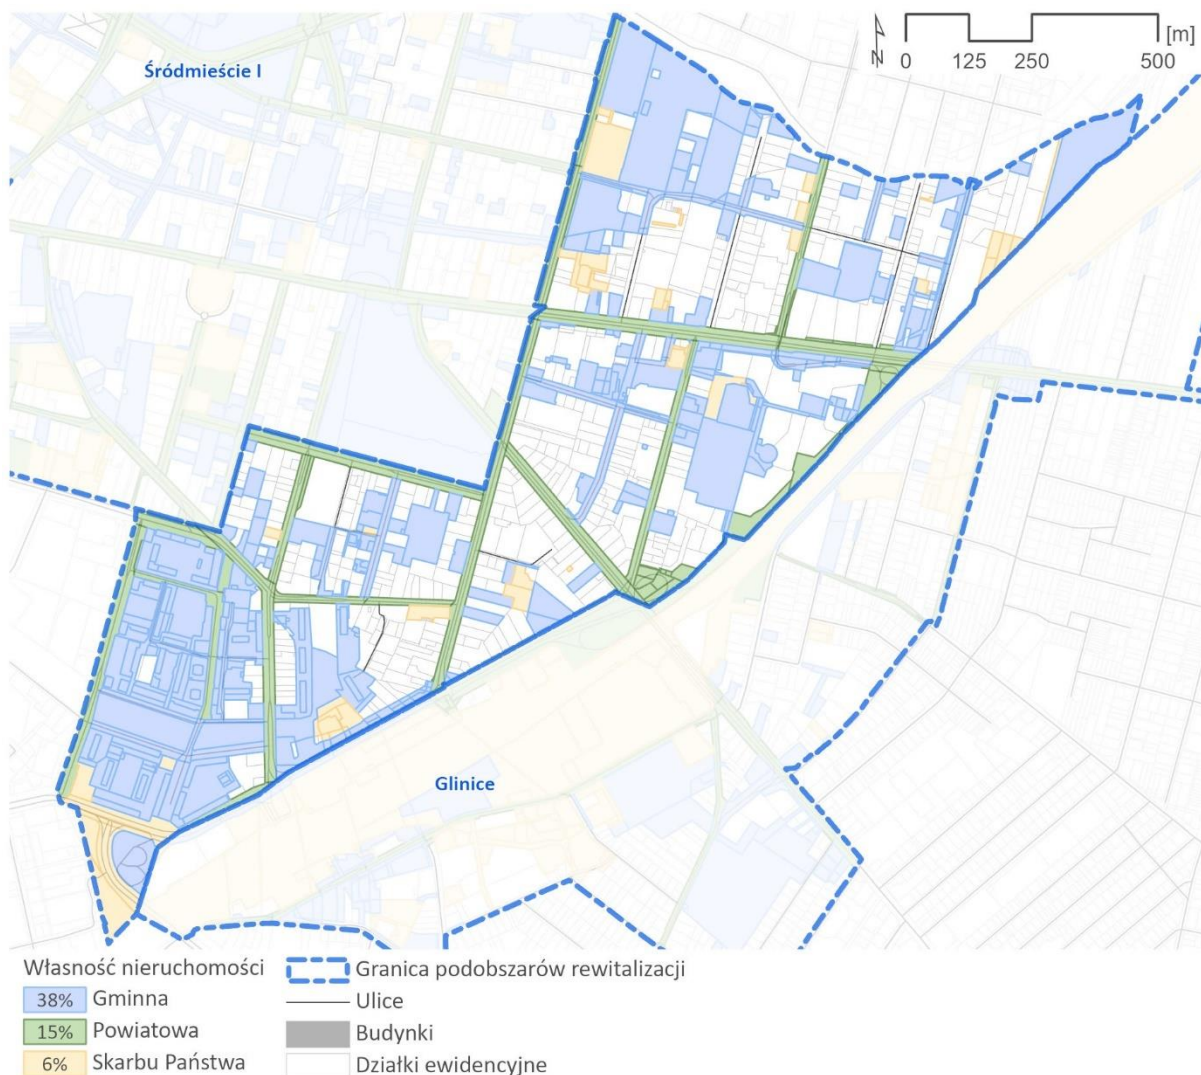 Śródmieście I
N
[m]
0 125 250 500
Glinice
Własność nieruchomości
38% Gminna
15% Powiatowa
6% Skarbu Państwa
Granica podobszarów rewitalizacji
Ulice
Budynki
Działki ewidencyjne